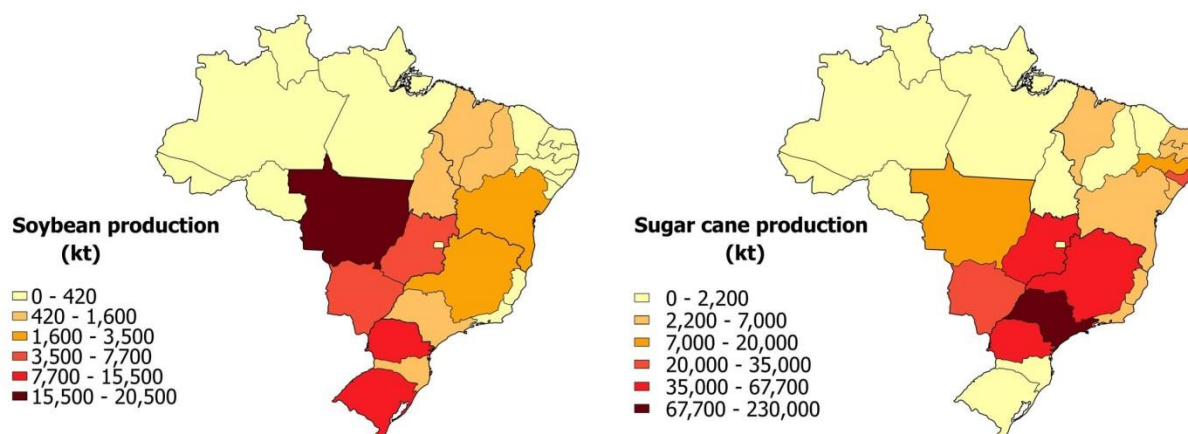 Soybean production
(kt)
0 - 420
420 - 1,600
1,600 - 3,500
3,500 - 7,700
7,700 - 15,500
15,500 - 20,500
Sugar cane production
(kt)
0 - 2,200
2,200 - 7,000
7,000 - 20,000
20,000 - 35,000
35,000 - 67,700
67,700 - 230,000